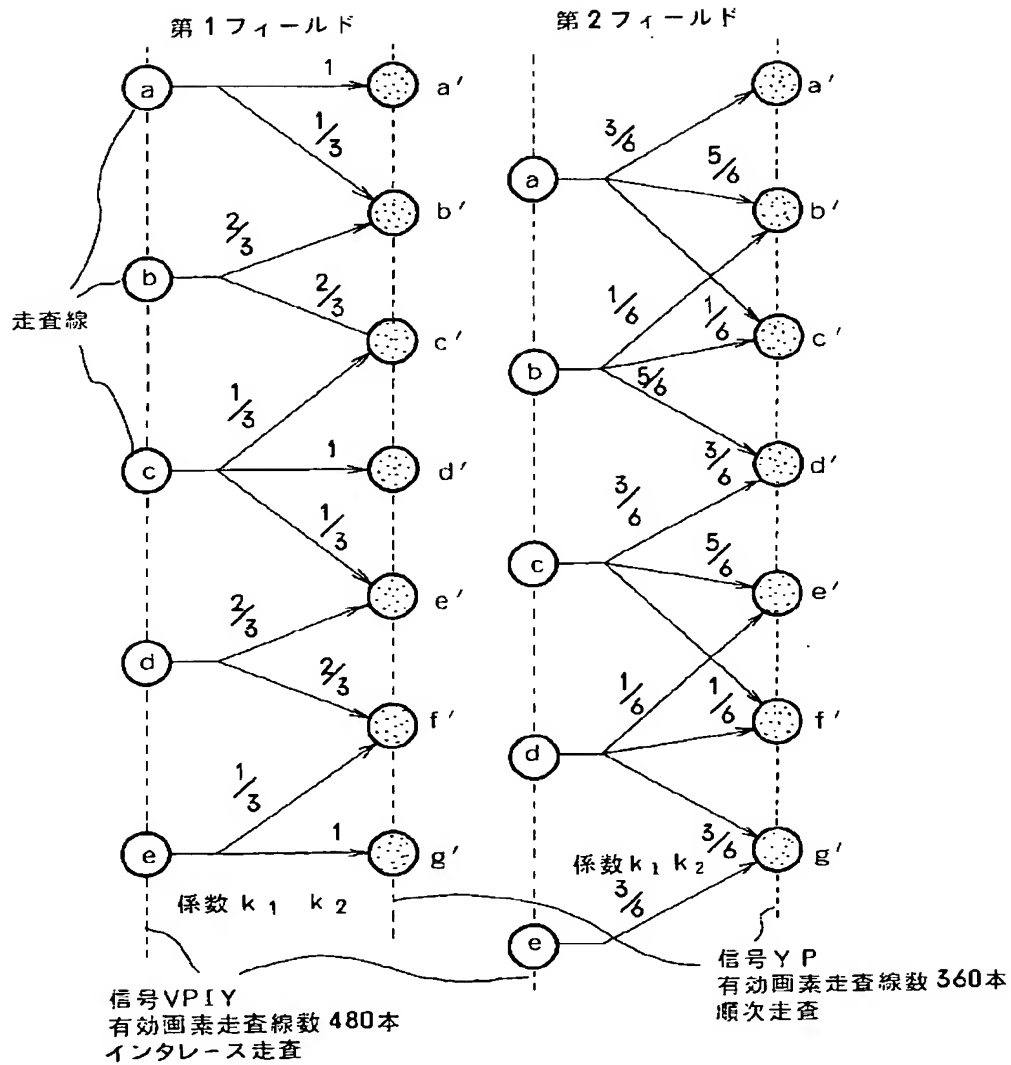 第1フィールド
第2フィールド
a
1
a'
1/3
b'
2/3
b
2/3
c'
走査線
1/3
c
1
d'
1/3
e'
2/3
d
2/3
f'
1/3
e
1
g'
係数 k1 k2
a'
3/6
a
5/6
b'
1/6
1/6
c'
b
5/6
d'
3/6
3/6
c
5/6
e'
1/6
1/6
f'
d
3/6
g'
係数 k1 k2
3/6
e
信号VPIY
有効画素走査線数 480本
インタレース走査
信号YP
有効画素走査線数 360本
順次走査